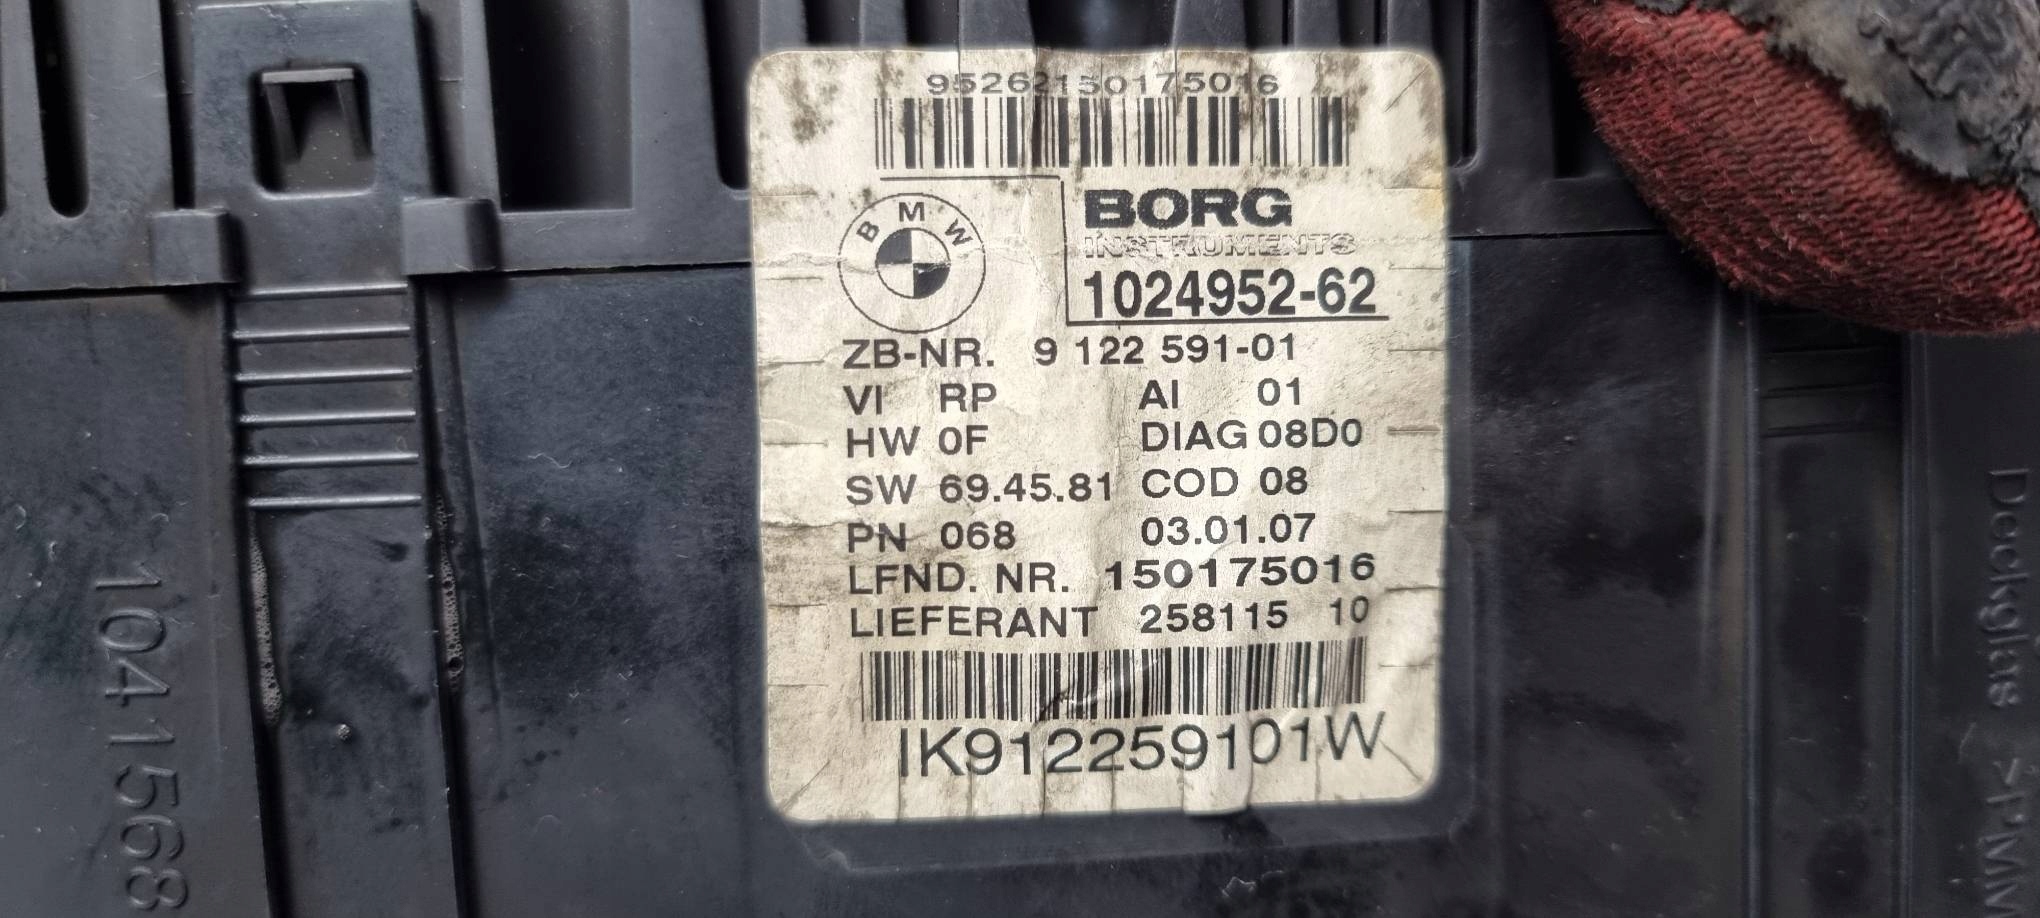 95262150175016
BMW
BORG
INSTRUMENTS
1024952-62
ZB-NR. 9 122 591-01
VI RP AI 01
HW 0F DIAG 08D0
SW 69.45.81 COD 08
PN 068 03.01.07
LFND. NR. 150175016
LIEFERANT 258115 10
IK912259101W
1041568
Deckglas >PMM